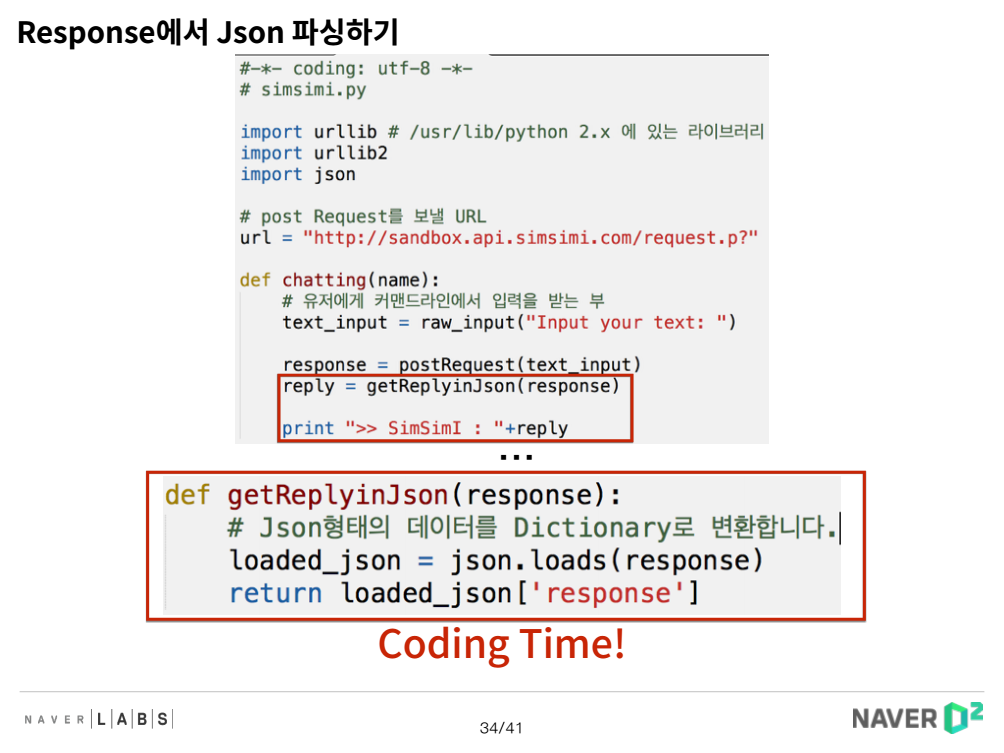 Response에서 Json 파싱하기
#-*- coding: utf-8 -*-
# simsimi.py
import urllib # /usr/lib/python 2.x 에 있는 라이브러리
import urllib2
import json
# post Request를 보낼 URL
url = "http://sandbox.api.simsimi.com/request.p?"
def chatting(name):
# 유저에게 커맨드라인에서 입력을 받는 부
text_input = raw_input("Input your text: ")
response = postRequest(text_input)
reply = getReplyinJson(response)
print ">> SimSimI : "+reply
...
def getReplyinJson(response):
# Json형태의 데이터를 Dictionary로 변환합니다.
loaded_json = json.loads(response)
return loaded_json['response']
Coding Time!
NAVER LABS
34/41
NAVER D2